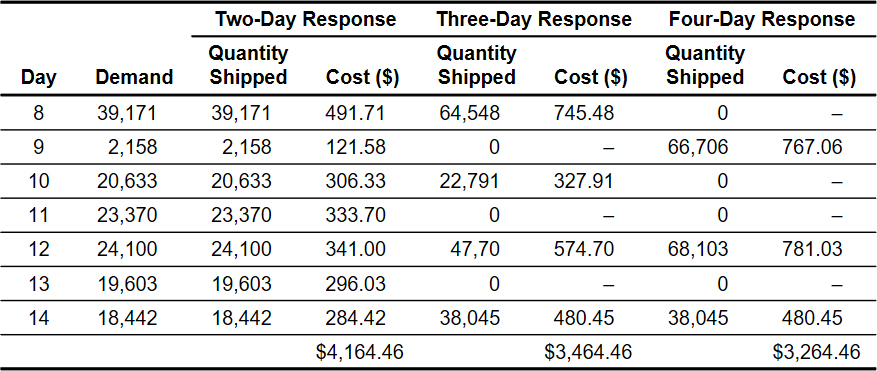 Two-Day Response Three-Day Response Four-Day Response
Quantity Quantity Quantity
Day Demand Shipped Cost ($) Shipped Cost ($) Shipped Cost ($)
8 39,171 39,171 491.71 64,548 745.48 0 –
9 2,158 2,158 121.58 0 – 66,706 767.06
10 20,633 20,633 306.33 22,791 327.91 0 –
11 23,370 23,370 333.70 0 – 0 –
12 24,100 24,100 341.00 47,70 574.70 68,103 781.03
13 19,603 19,603 296.03 0 – 0 –
14 18,442 18,442 284.42 38,045 480.45 38,045 480.45
$4,164.46 $3,464.46 $3,264.46